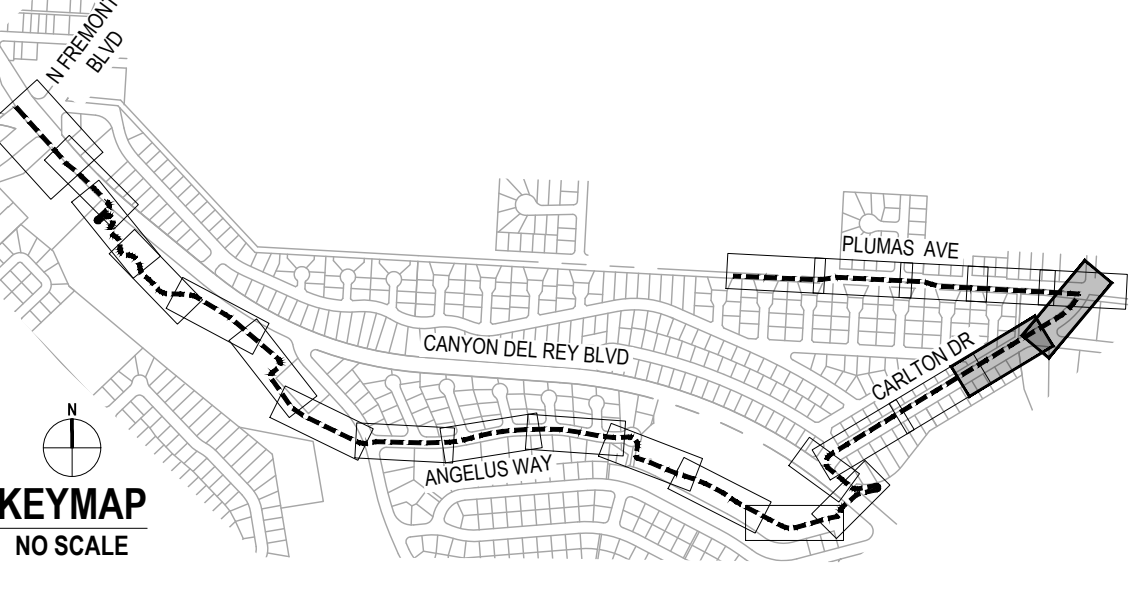 N FREMONT
BLVD
PLUMAS AVE
CANYON DEL REY BLVD
CARLTON DR
ANGELUS WAY
N
KEYMAP
NO SCALE